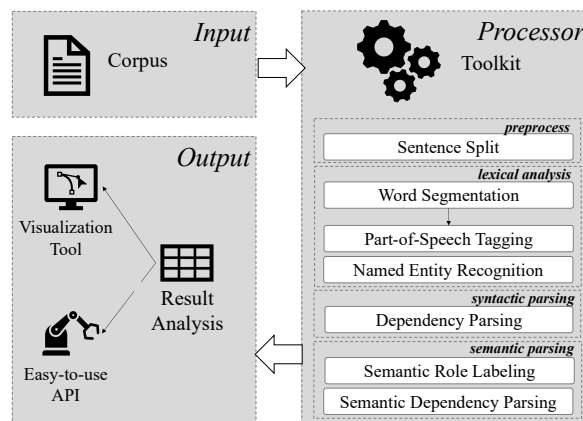 Input
Corpus
Processor
Toolkit
preprocess
Sentence Split
lexical analysis
Word Segmentation
Part-of-Speech Tagging
Named Entity Recognition
syntactic parsing
Dependency Parsing
semantic parsing
Semantic Role Labeling
Semantic Dependency Parsing
Output
Visualization
Tool
Result
Analysis
Easy-to-use
API